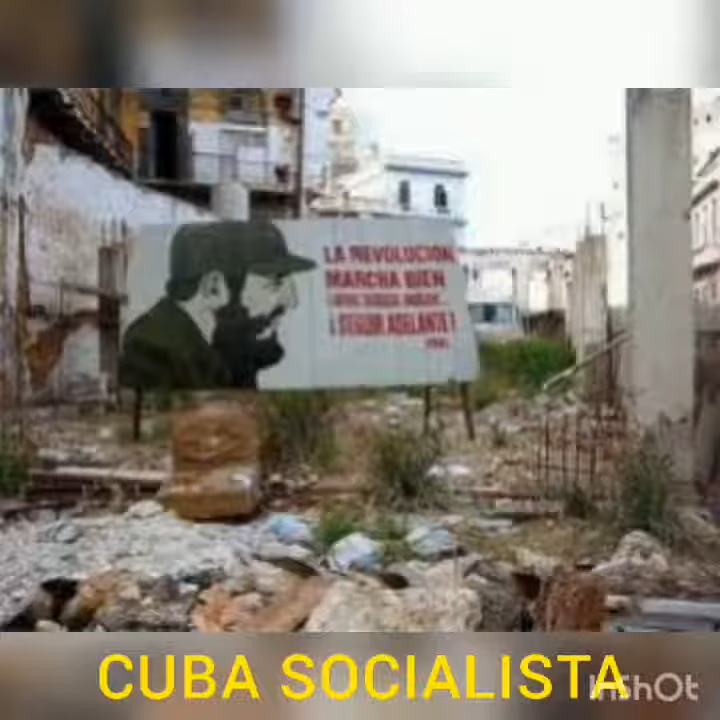 LA REVOLUCION
MARCHA BIEN
¡ SEGUIR ADELANTE !
CUBA SOCIALISTA
InShOt